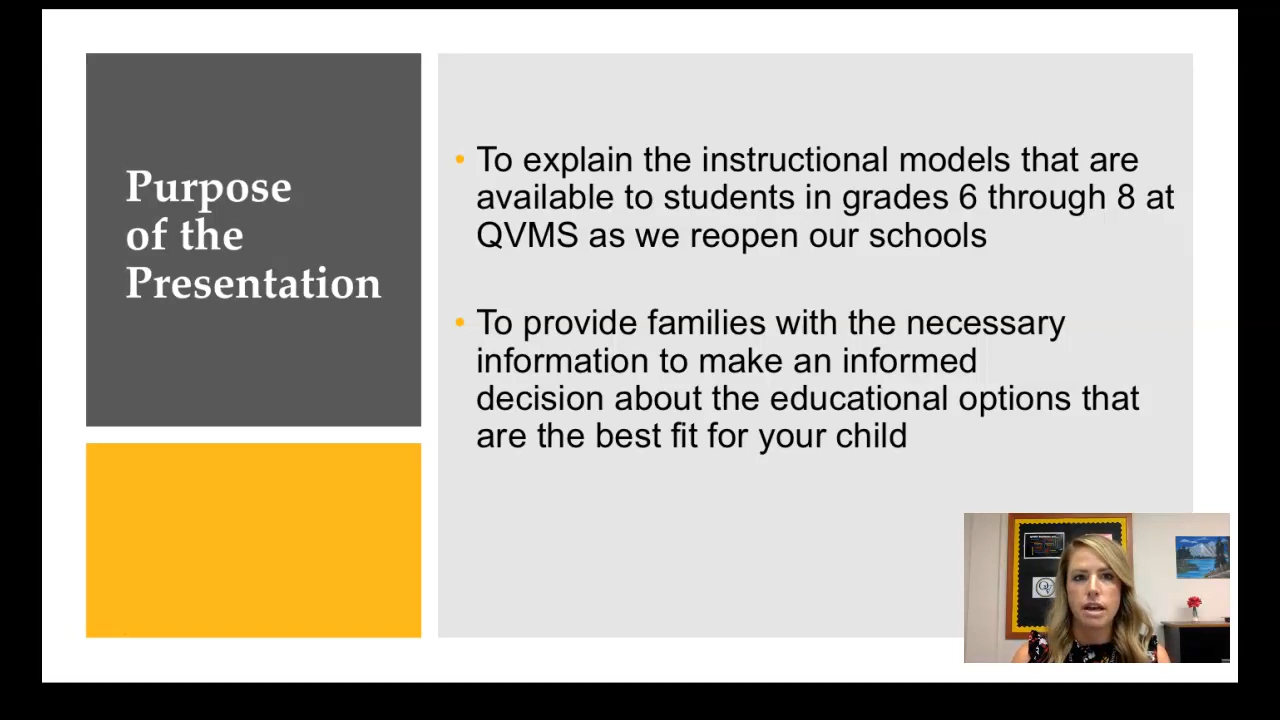 Purpose
of the
Presentation
• To explain the instructional models that are
available to students in grades 6 through 8 at
QVMS as we reopen our schools
• To provide families with the necessary
information to make an informed
decision about the educational options that
are the best fit for your child